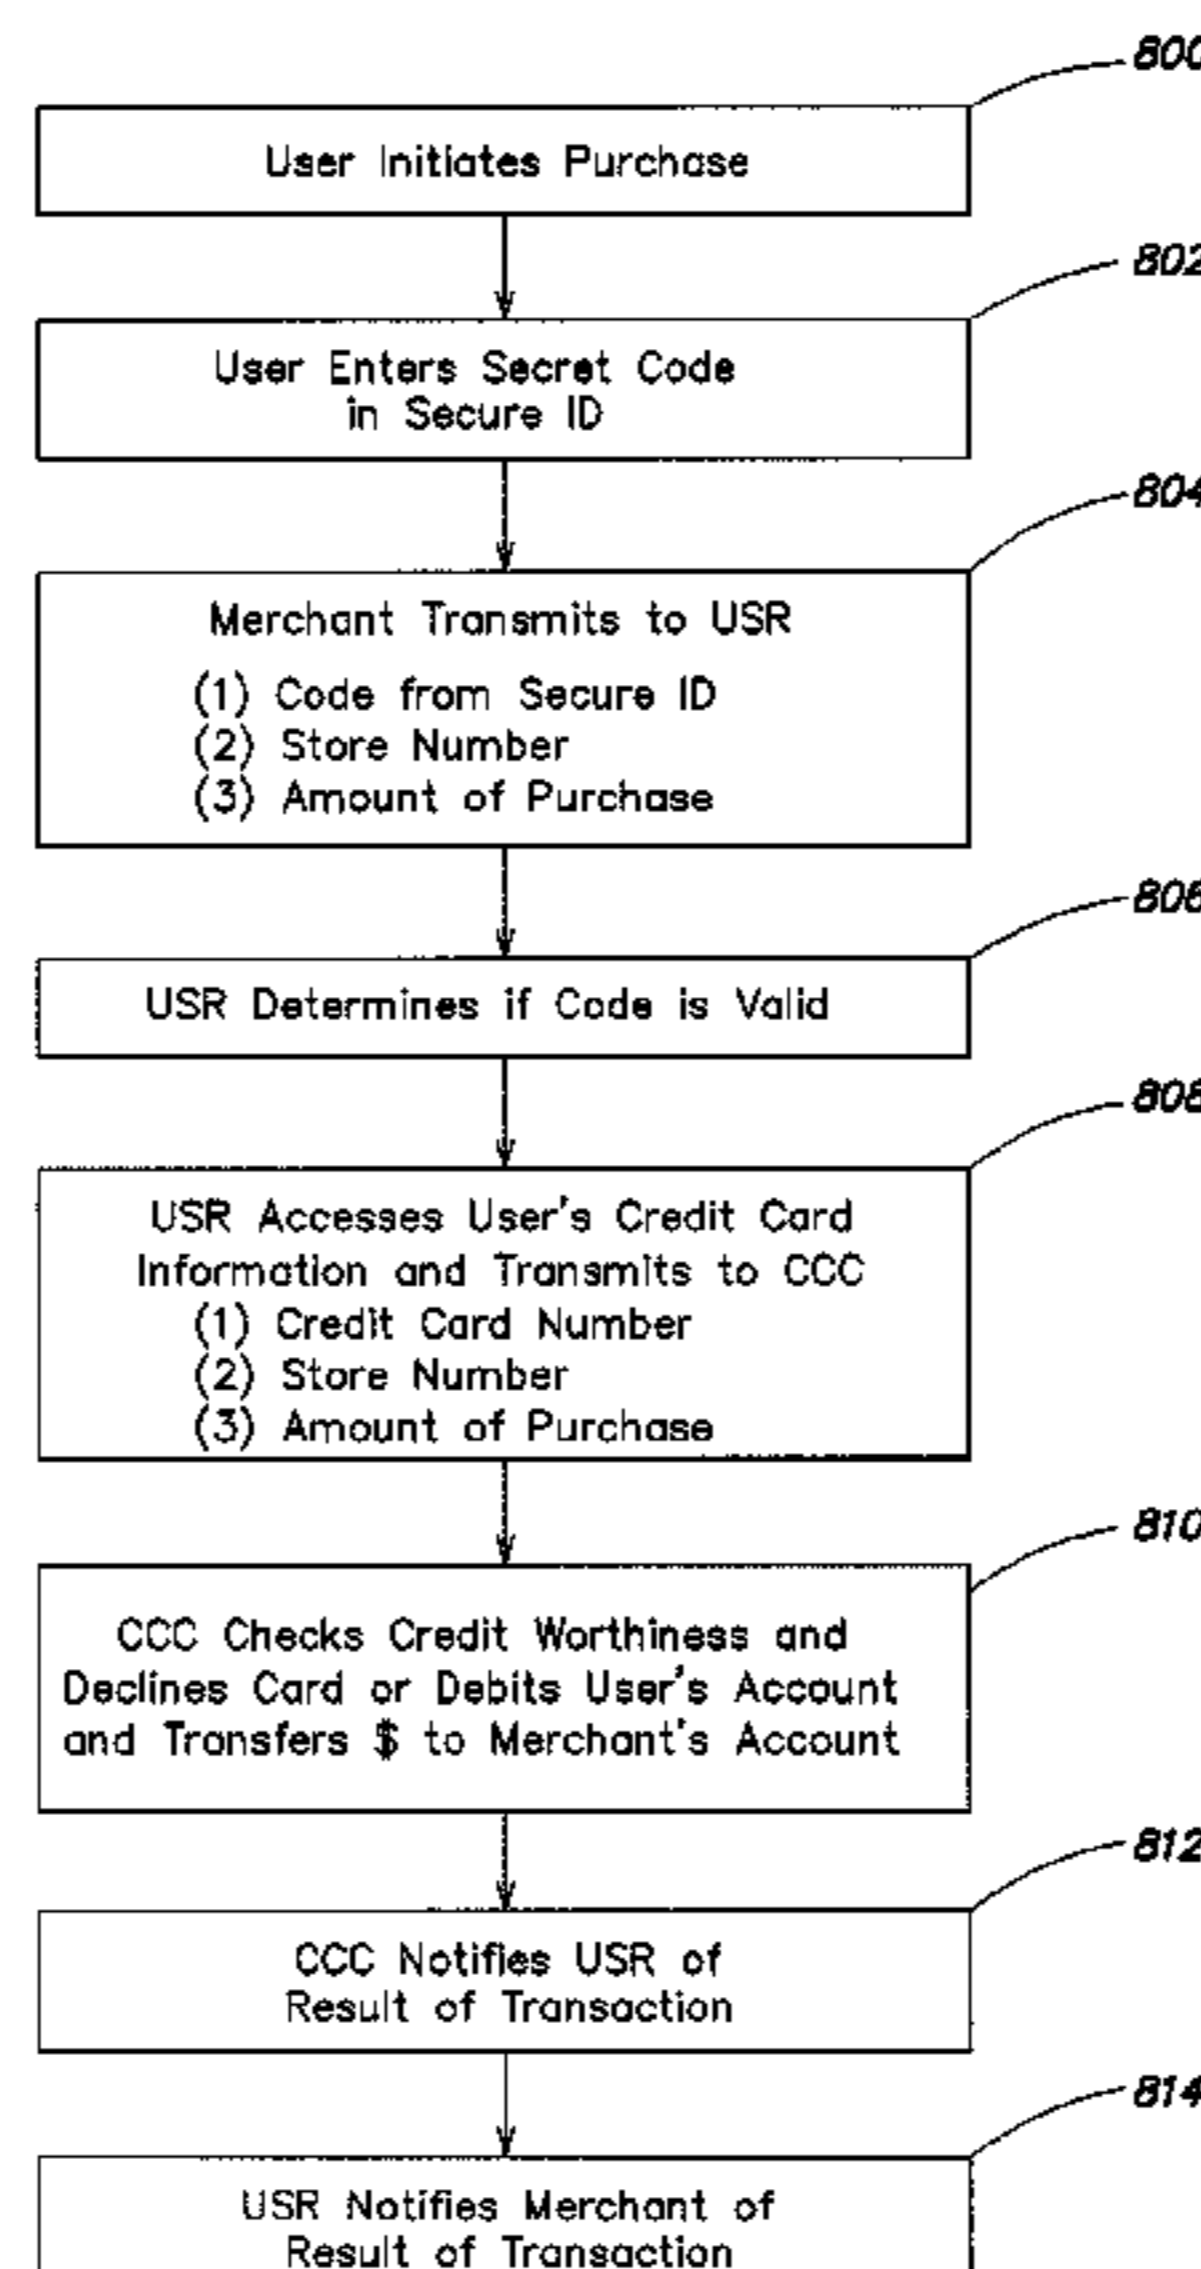 800
User Initiates Purchase
802
User Enters Secret Code
in Secure ID
804
Merchant Transmits to USR
(1) Code from Secure ID
(2) Store Number
(3) Amount of Purchase
806
USR Determines if Code is Valid
808
USR Accesses User's Credit Card
Information and Transmits to CCC
(1) Credit Card Number
(2) Store Number
(3) Amount of Purchase
810
CCC Checks Credit Worthiness and
Declines Card or Debits User's Account
and Transfers $ to Merchant's Account
812
CCC Notifies USR of
Result of Transaction
814
USR Notifies Merchant of
Result of Transaction